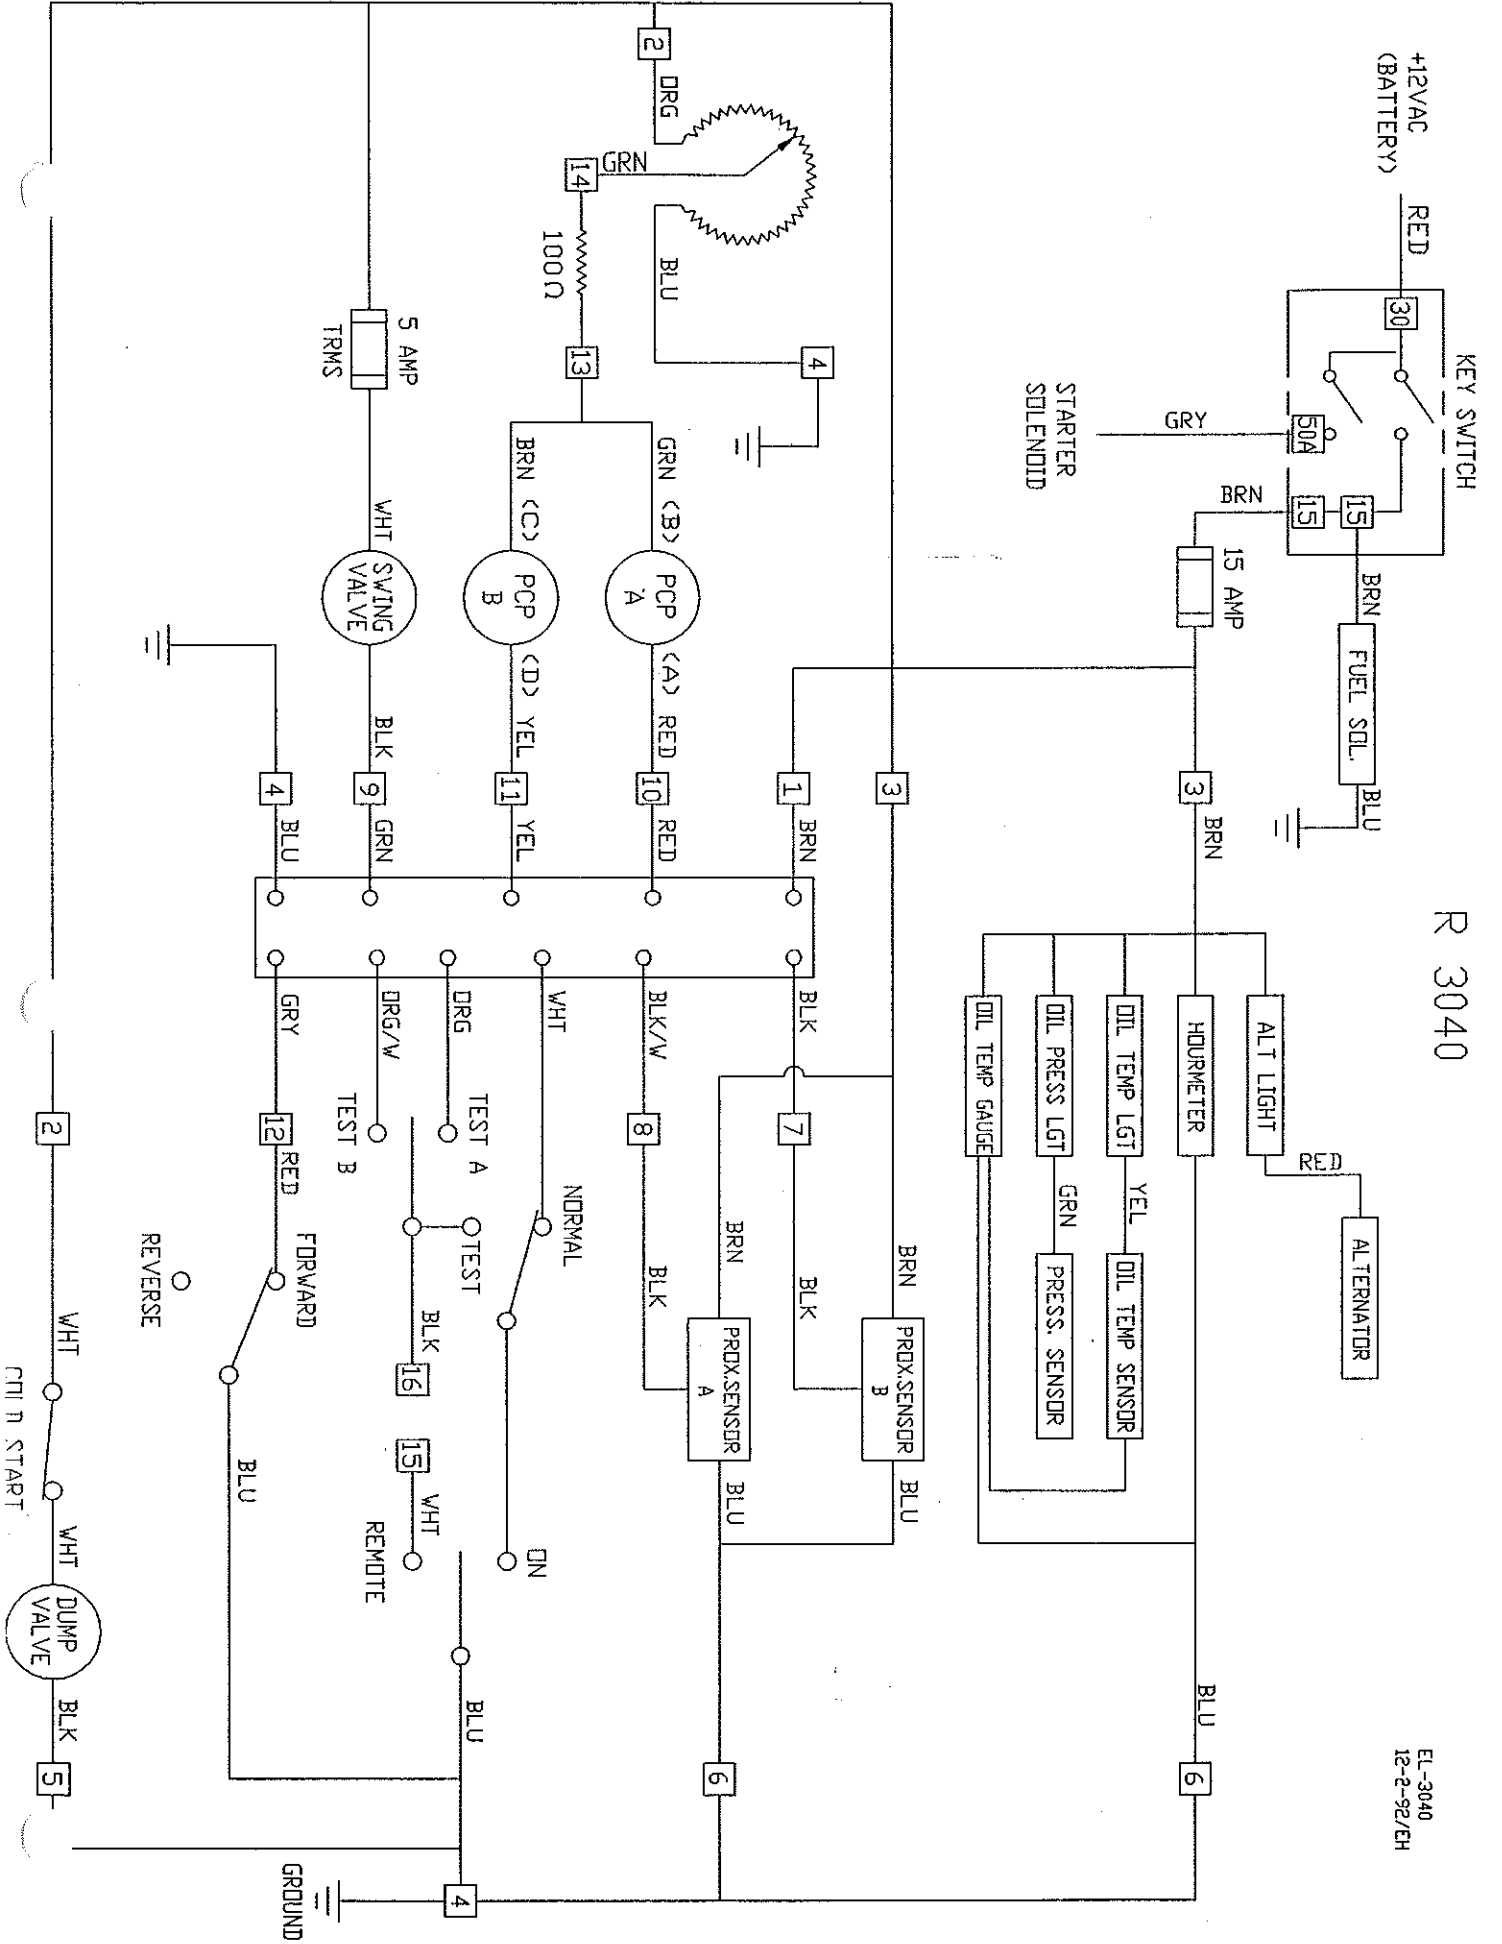 R 3040
EL-3040
12-2-92/EH
KEY SWITCH
+12VAC
(BATTERY)
RED
30
50A
15
15
GRY
STARTER
SOLENOID
BRN
FUEL SOL.
BLU
BRN
15 AMP
3
BRN
ALT LIGHT
RED
ALTERNATOR
HOURMETER
BLU
6
OIL TEMP LGT
YEL
OIL TEMP SENSOR
OIL PRESS LGT
GRN
PRESS. SENSOR
OIL TEMP GAUGE
3
BRN
PROX.SENSOR
B
BLU
1
BRN
BLK
7
BLK
4
BRN
PROX.SENSOR
A
BLU
6
2
ORG
BLU
GRN
14
100Ω
13
GRN (B)
PCP
A
(A) RED
10
RED
BLK/W
8
BLK
BRN (C)
PCP
B
(D) YEL
11
YEL
WHT
NORMAL
ON
ORG
TEST A
TEST
BLU
4
GROUND
5 AMP
TRMS
WHT
SWING
VALVE
BLK
9
GRN
ORG/W
TEST B
BLK
16
15
WHT
REMOTE
4
BLU
GRY
12
RED
FORWARD
REVERSE
BLU
2
WHT
COLD START
WHT
DUMP
VALVE
BLK
5